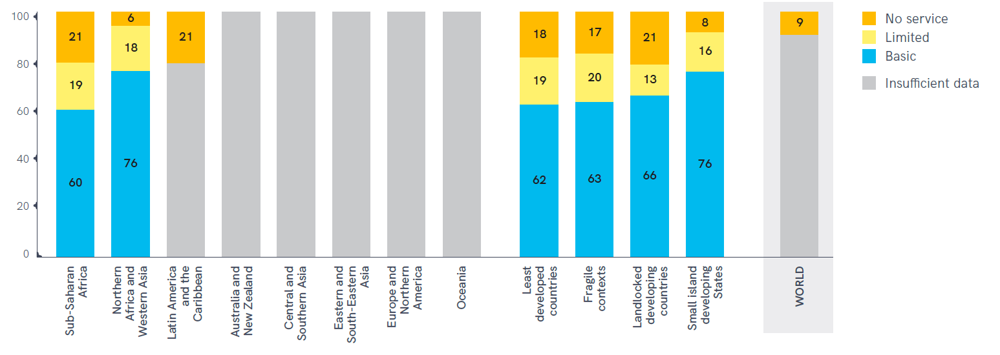 100
80
60
40
20
0
21
19
60
6
18
76
21
18
19
62
17
20
63
21
13
66
8
16
76
9
Sub-Saharan
Africa
Northern
Africa and
Western Asia
Latin America
and the
Caribbean
Australia and
New Zealand
Central and
Southern Asia
Eastern and
South-Eastern
Asia
Europe and
Northern
America
Oceania
Least
developed
countries
Fragile
contexts
Landlocked
developing
countries
Small island
developing
States
WORLD
No service
Limited
Basic
Insufficient data